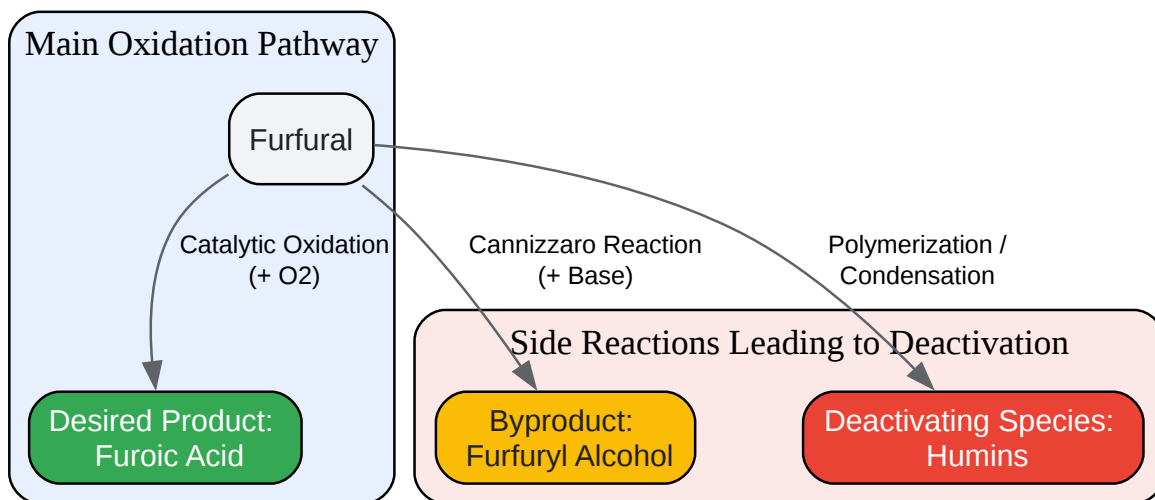 Main Oxidation Pathway
Furfural
Catalytic Oxidation
(+ O2)
Cannizzaro Reaction
(+ Base)
Polymerization /
Condensation
Side Reactions Leading to Deactivation
Desired Product:
Furoic Acid
Byproduct:
Furfuryl Alcohol
Deactivating Species:
Humins